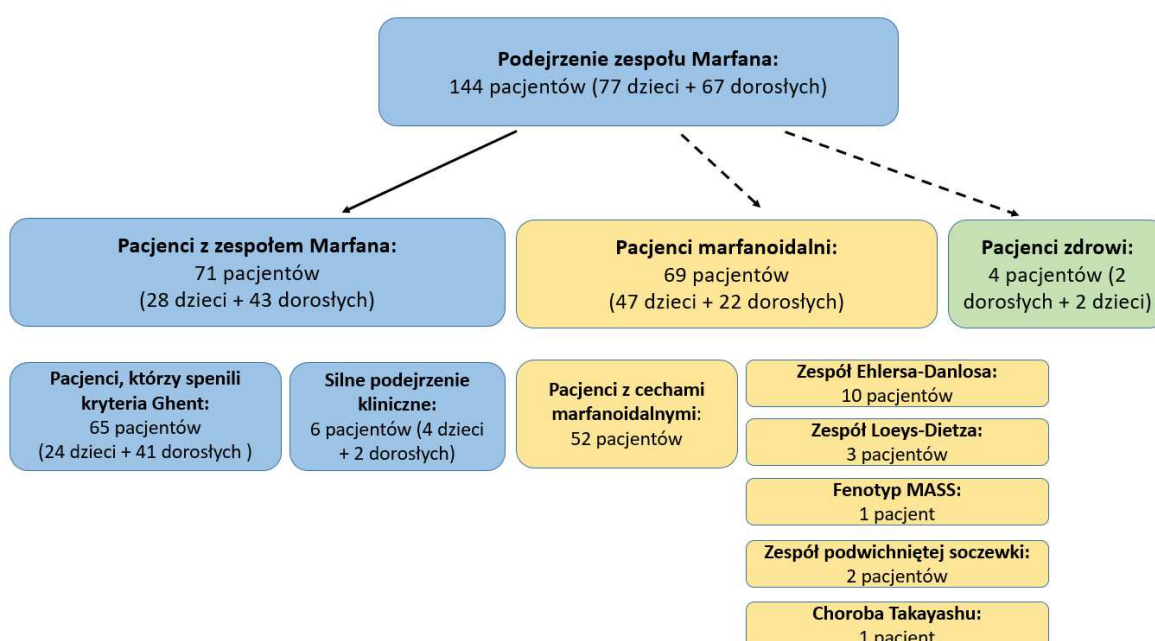 Podejrzenie zespołu Marfana:
144 pacjentów (77 dzieci + 67 dorosłych)
Pacjenci z zespołem Marfana:
71 pacjentów
(28 dzieci + 43 dorosłych)
Pacjenci marfanoidalni:
69 pacjentów
(47 dzieci + 22 dorosłych)
Pacjenci zdrowi:
4 pacjentów (2
dorosłych + 2 dzieci)
Pacjenci, którzy spenili
kryteria Ghent:
65 pacjentów
(24 dzieci + 41 dorosłych )
Silne podejrzenie
kliniczne:
6 pacjentów (4 dzieci
+ 2 dorosłych)
Pacjenci z cechami
marfanoidalnymi:
52 pacjentów
Zespół Ehlersa-Danlosa:
10 pacjentów
Zespół Loeys-Dietza:
3 pacjentów
Fenotyp MASS:
1 pacjent
Zespół podwichniętej soczewki:
2 pacjentów
Choroba Takayashu:
1 pacjent